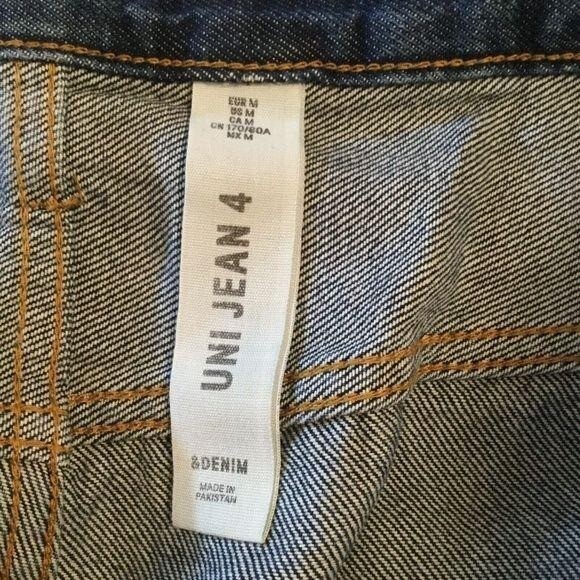 EUR M
US M
CA M
CN 170/80A
MX M
UNI JEAN 4
&DENIM
MADE IN
PAKISTAN